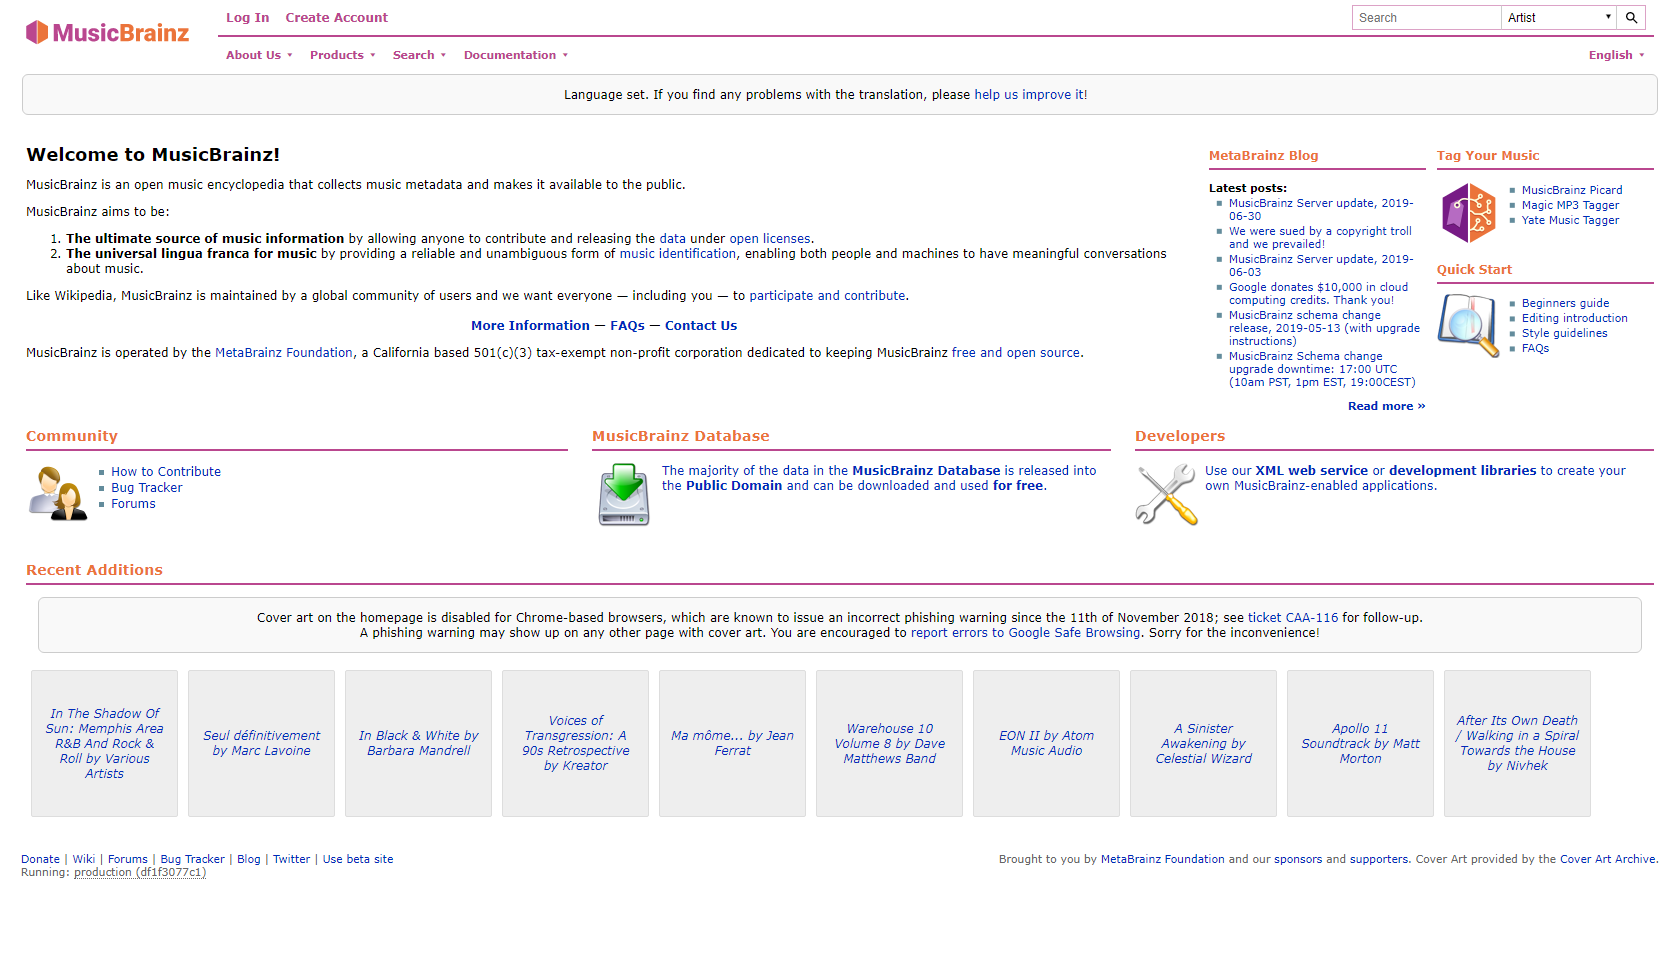 MusicBrainz
Log In Create Account
Search Artist
About Us Products Search Documentation
English
Language set. If you find any problems with the translation, please help us improve it!
Welcome to MusicBrainz!
MusicBrainz is an open music encyclopedia that collects music metadata and makes it available to the public.
MusicBrainz aims to be:
1. The ultimate source of music information by allowing anyone to contribute and releasing the data under open licenses.
2. The universal lingua franca for music by providing a reliable and unambiguous form of music identification, enabling both people and machines to have meaningful conversations
about music.
Like Wikipedia, MusicBrainz is maintained by a global community of users and we want everyone — including you — to participate and contribute.
More Information — FAQs — Contact Us
MusicBrainz is operated by the MetaBrainz Foundation, a California based 501(c)(3) tax-exempt non-profit corporation dedicated to keeping MusicBrainz free and open source.
MetaBrainz Blog
Latest posts:
MusicBrainz Server update, 2019-
06-30
We were sued by a copyright troll
and we prevailed!
MusicBrainz Server update, 2019-
06-03
Google donates $10,000 in cloud
computing credits. Thank you!
MusicBrainz schema change
release, 2019-05-13 (with upgrade
instructions)
MusicBrainz Schema change
upgrade downtime: 17:00 UTC
(10am PST, 1pm EST, 19:00CEST)
Read more »
Tag Your Music
MusicBrainz Picard
Magic MP3 Tagger
Yate Music Tagger
Quick Start
Beginners guide
Editing introduction
Style guidelines
FAQs
Community
How to Contribute
Bug Tracker
Forums
MusicBrainz Database
The majority of the data in the MusicBrainz Database is released into
the Public Domain and can be downloaded and used for free.
Developers
Use our XML web service or development libraries to create your
own MusicBrainz-enabled applications.
Recent Additions
Cover art on the homepage is disabled for Chrome-based browsers, which are known to issue an incorrect phishing warning since the 11th of November 2018; see ticket CAA-116 for follow-up.
A phishing warning may show up on any other page with cover art. You are encouraged to report errors to Google Safe Browsing. Sorry for the inconvenience!
In The Shadow Of
Sun: Memphis Area
R&B And Rock &
Roll by Various
Artists
Seul définitivement
by Marc Lavoine
In Black & White by
Barbara Mandrell
Voices of
Transgression: A
90s Retrospective
by Kreator
Ma môme... by Jean
Ferrat
Warehouse 10
Volume 8 by Dave
Matthews Band
EON II by Atom
Music Audio
A Sinister
Awakening by
Celestial Wizard
Apollo 11
Soundtrack by Matt
Morton
After Its Own Death
/ Walking in a Spiral
Towards the House
by Nivhek
Donate | Wiki | Forums | Bug Tracker | Blog | Twitter | Use beta site
Running: production (df1f3077c1)
Brought to you by MetaBrainz Foundation and our sponsors and supporters. Cover Art provided by the Cover Art Archive.